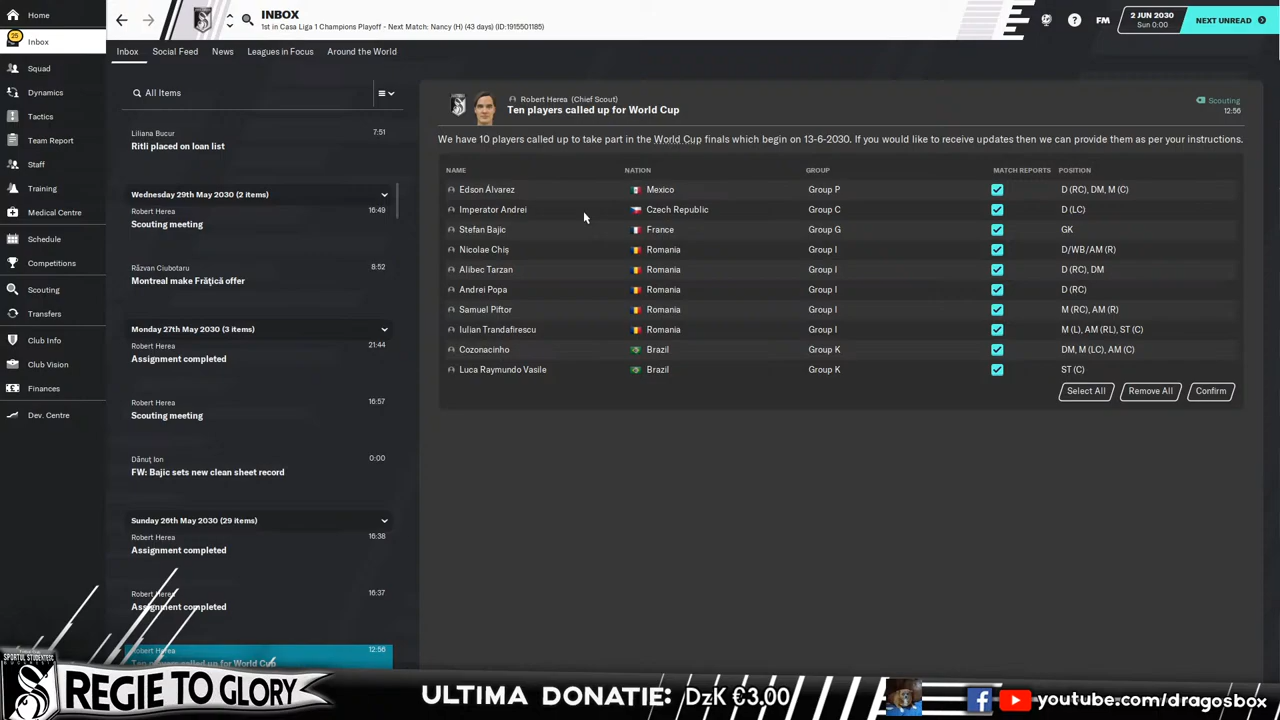 Home
Inbox
25
Squad
Dynamics
Tactics
Team Report
Staff
Training
Medical Centre
Schedule
Competitions
Scouting
Transfers
Club Info
Club Vision
Finances
Dev. Centre
INBOX
1st in Casa Liga 1 Champions Playoff - Next Match: Nancy (H) (43 days) (ID:1915501185)
FM
2 JUN 2030
Sun 0:00
NEXT UNREAD
Inbox Social Feed News Leagues in Focus Around the World
All Items
Liliana Bucur 7:51
Ritli placed on loan list
Wednesday 29th May 2030 (2 items)
Robert Herea 16:49
Scouting meeting
Răzvan Ciubotaru 8:52
Montreal make Frăţică offer
Monday 27th May 2030 (3 items)
Robert Herea 21:44
Assignment completed
Robert Herea 16:57
Scouting meeting
Dănuţ Ion 0:00
FW: Bajic sets new clean sheet record
Sunday 26th May 2030 (29 items)
Robert Herea 16:38
Assignment completed
Robert Herea 16:37
Assignment completed
Robert Herea 12:56
Ten players called up for World Cup
Robert Herea (Chief Scout) Scouting
Ten players called up for World Cup 12:56
We have 10 players called up to take part in the World Cup finals which begin on 13-6-2030. If you would like to receive updates then we can provide them as per your instructions.
NAME NATION GROUP MATCH REPORTS POSITION
Edson Álvarez Mexico Group P D (RC), DM, M (C)
Imperator Andrei Czech Republic Group C D (LC)
Stefan Bajic France Group G GK
Nicolae Chiş Romania Group I D/WB/AM (R)
Alibec Tarzan Romania Group I D (RC), DM
Andrei Popa Romania Group I D (RC)
Samuel Piftor Romania Group I M (RC), AM (R)
Iulian Trandafirescu Romania Group I M (L), AM (RL), ST (C)
Cozonacinho Brazil Group K DM, M (LC), AM (C)
Luca Raymundo Vasile Brazil Group K ST (C)
Select All Remove All Confirm
SPORTUL STUDENTESC
REGIE TO GLORY
ULTIMA DONATIE: DzK €3.00
youtube.com/dragosbox